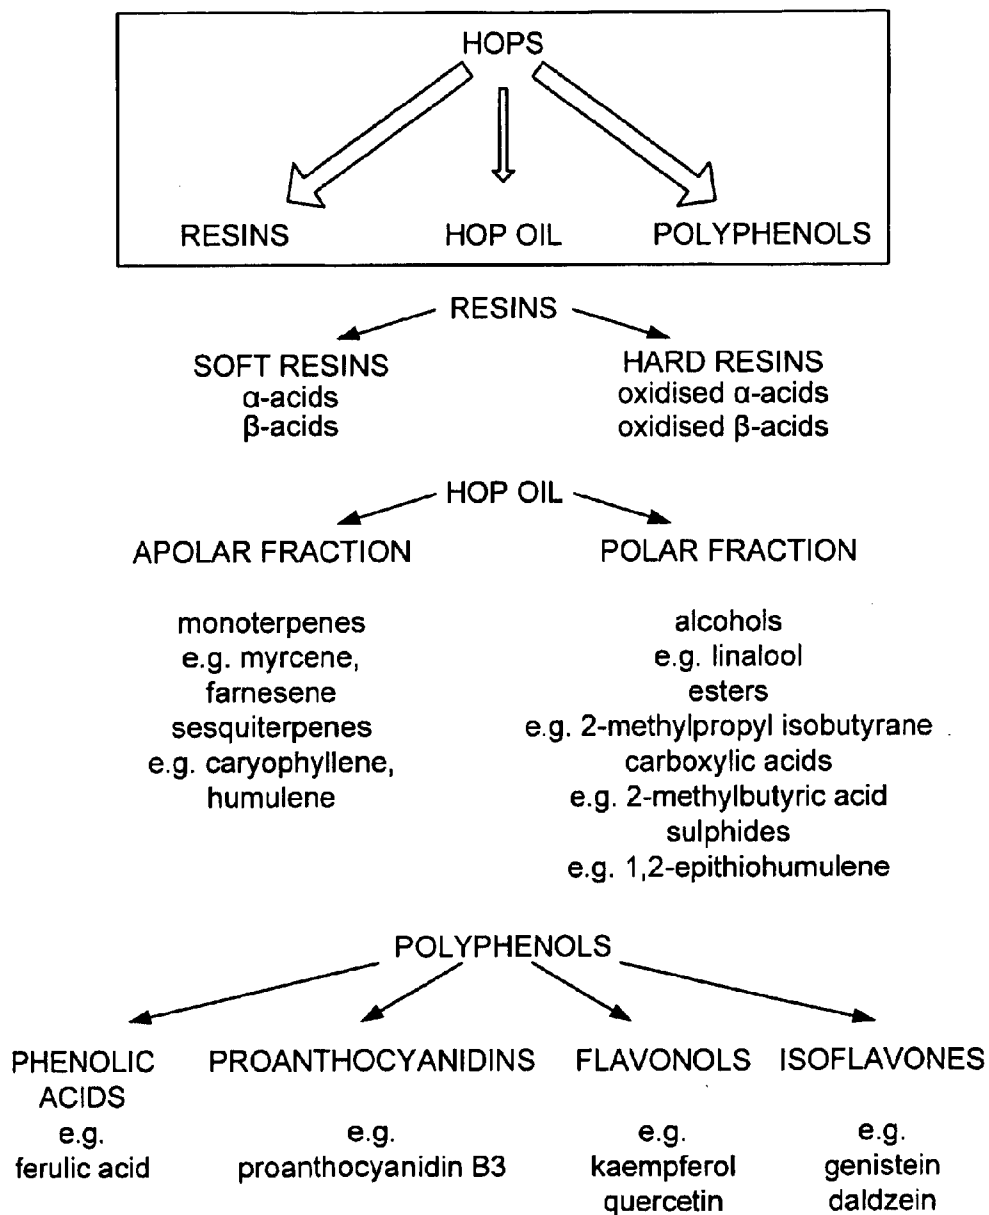 HOPS
RESINS HOP OIL POLYPHENOLS
RESINS
SOFT RESINS HARD RESINS
α-acids oxidised α-acids
β-acids oxidised β-acids
HOP OIL
APOLAR FRACTION POLAR FRACTION
monoterpenes alcohols
e.g. myrcene, e.g. linalool
farnesene esters
sesquiterpenes e.g. 2-methylpropyl isobutyrane
e.g. caryophyllene, carboxylic acids
humulene e.g. 2-methylbutyric acid
sulphides
e.g. 1,2-epithiohumulene
POLYPHENOLS
PHENOLIC PROANTHOCYANIDINS FLAVONOLS ISOFLAVONES
ACIDS
e.g. e.g. e.g. e.g.
ferulic acid proanthocyanidin B3 kaempferol genistein
quercetin daldzein